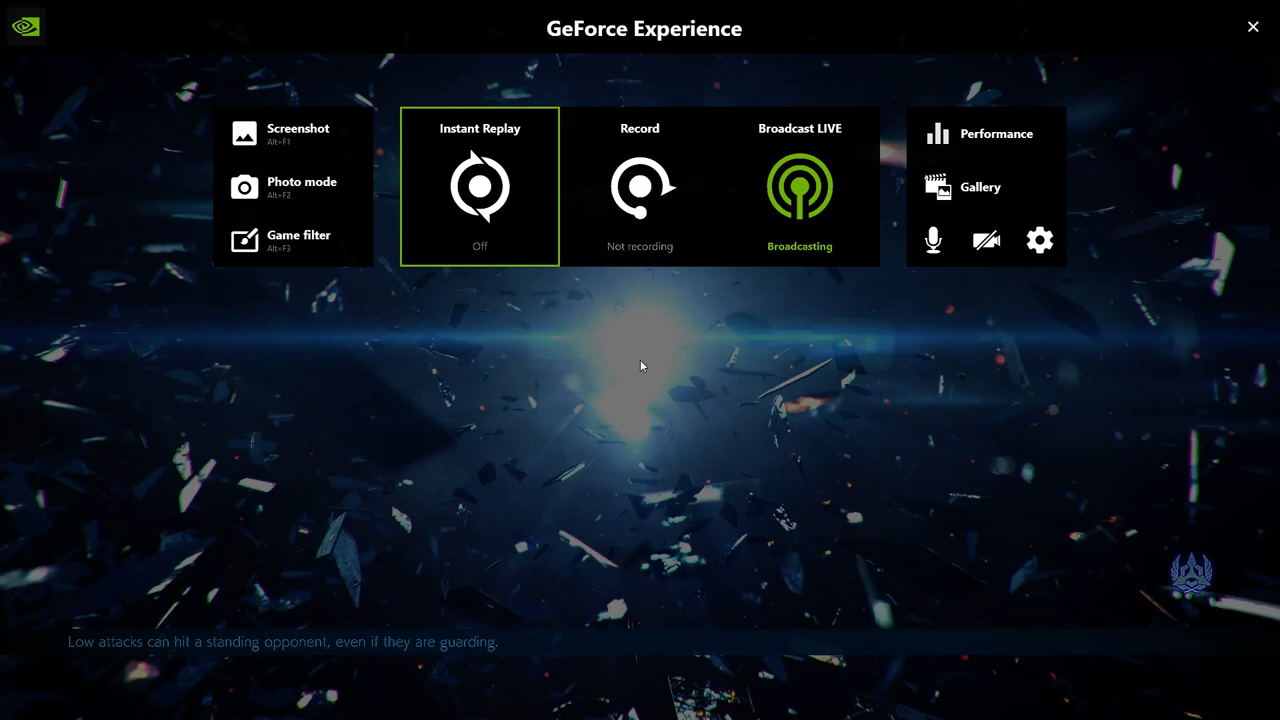 GeForce Experience
Screenshot
Alt+F1
Photo mode
Alt+F2
Game filter
Alt+F3
Instant Replay
Off
Record
Not recording
Broadcast LIVE
Broadcasting
Performance
Gallery
Low attacks can hit a standing opponent, even if they are guarding.